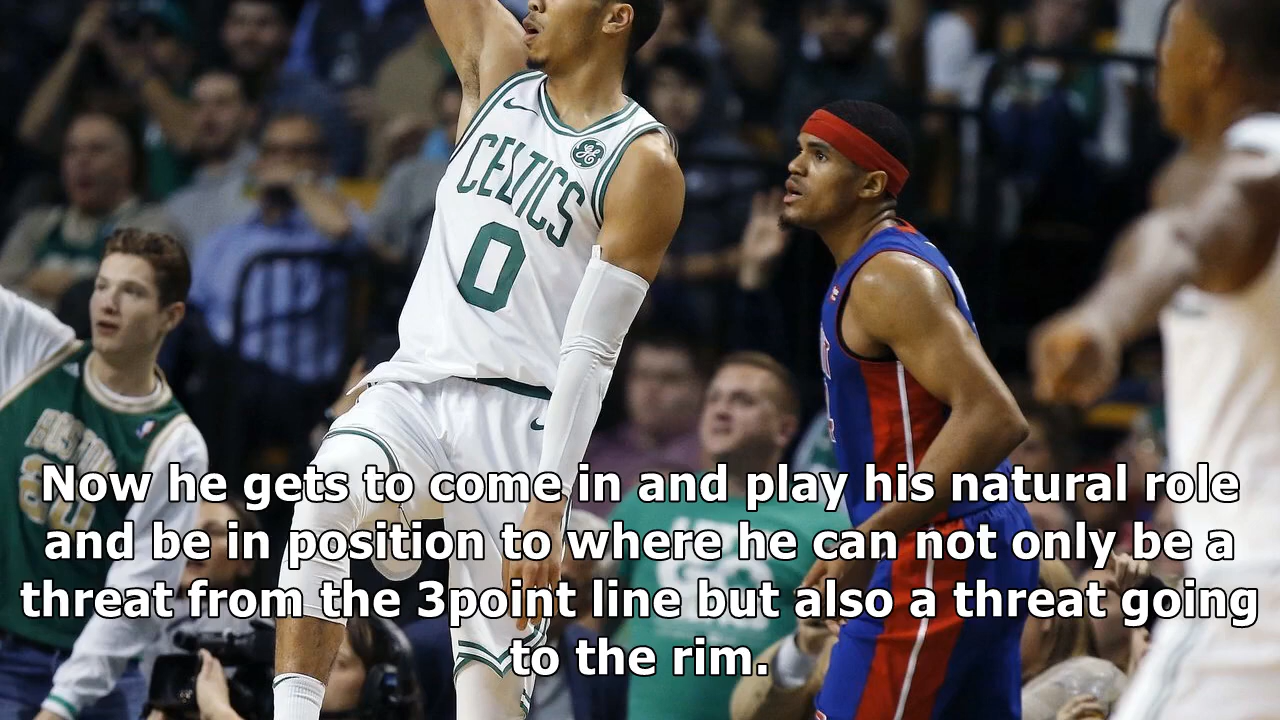 CELTICS
0
Now he gets to come in and play his natural role
and be in position to where he can not only be a
threat from the 3point line but also a threat going
to the rim.